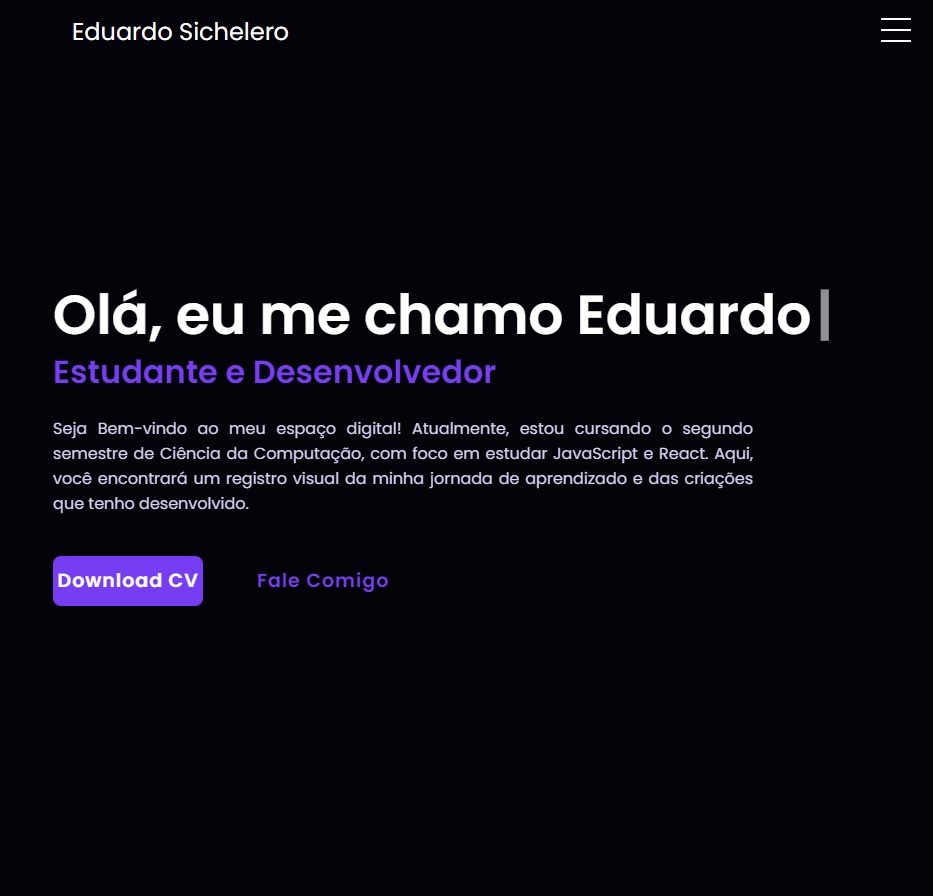 Eduardo Sichelero
Olá, eu me chamo Eduardo|
Estudante e Desenvolvedor
Seja Bem-vindo ao meu espaço digital! Atualmente, estou cursando o segundo
semestre de Ciência da Computação, com foco em estudar JavaScript e React. Aqui,
você encontrará um registro visual da minha jornada de aprendizado e das criações
que tenho desenvolvido.
Download CV
Fale Comigo